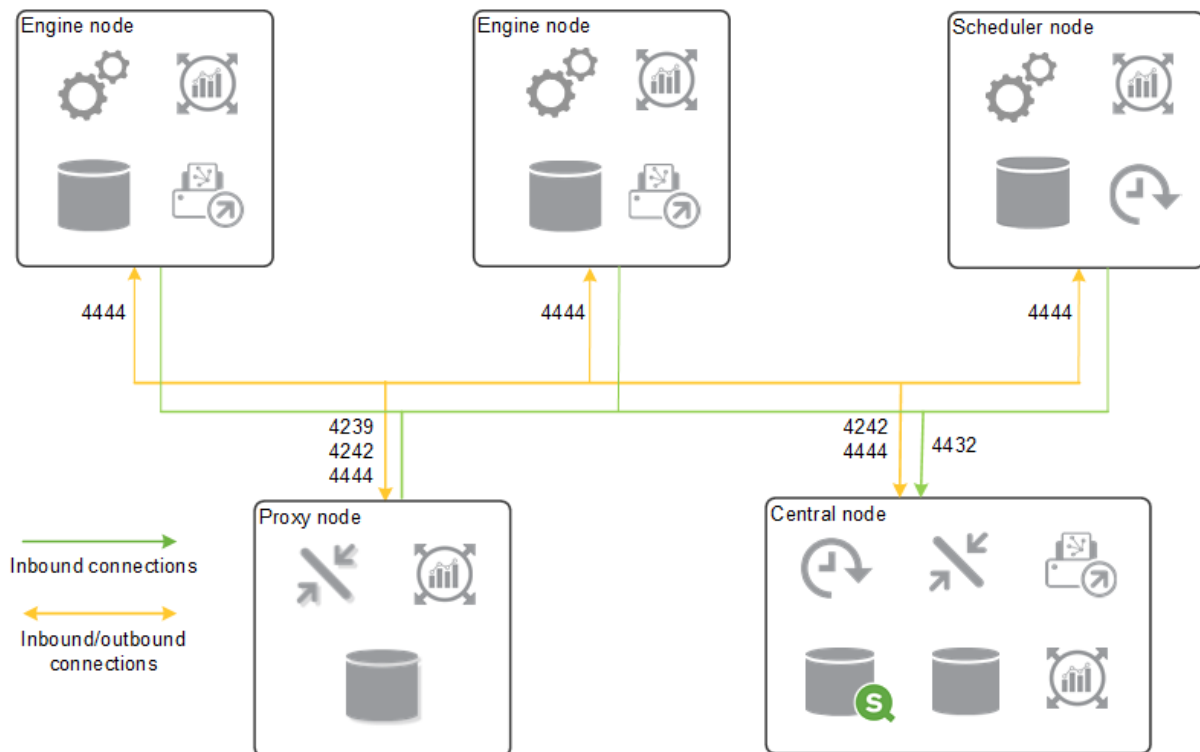 Engine node
Engine node
Scheduler node
4444
4444
4444
4239
4242
4444
4242
4444
4432
Proxy node
Central node
Inbound connections
Inbound/outbound
connections
S